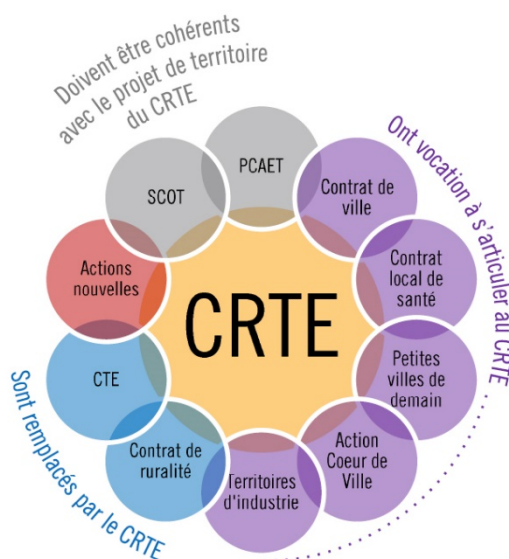 Doivent être cohérents
avec le projet de territoire
du CRTE
PCAET
SCOT
Contrat de
ville
Ont vocation à s'articuler au CRTE
Contrat
local de
santé
Actions
nouvelles
CRTE
Petites
villes de
demain
CTE
Sont remplacés par le CRTE
Contrat de
ruralité
Territoires
d'industrie
Action
Coeur de
Ville